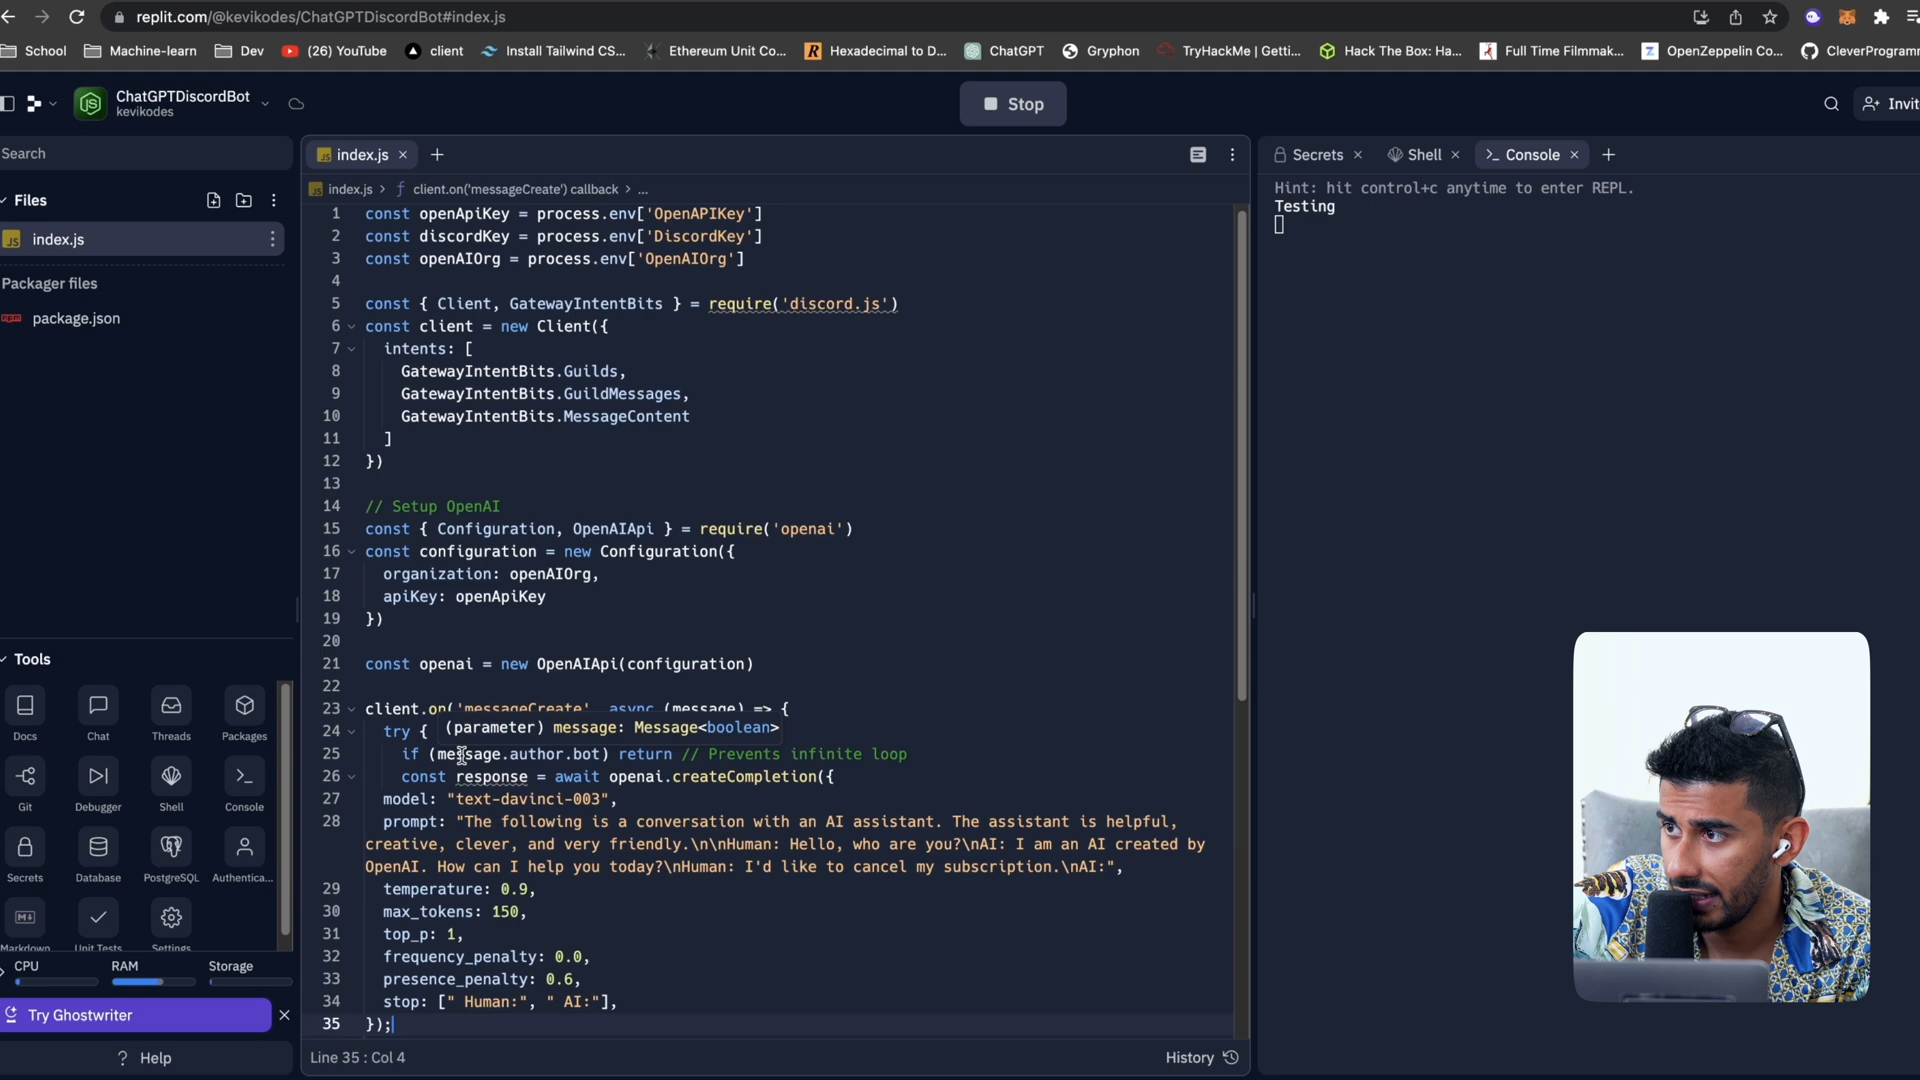 replit.com/@kevikodes/ChatGPTDiscordBot#index.js
School
Machine-learn
Dev
(26) YouTube
client
Install Tailwind CS...
Ethereum Unit Co...
Hexadecimal to D...
ChatGPT
Gryphon
TryHackMe | Getti...
Hack The Box: Ha...
Full Time Filmmak...
OpenZeppelin Co...
CleverProgramm
ChatGPTDiscordBot
kevikodes
Stop
Invit
Search
Files
index.js
Packager files
package.json
Tools
Docs
Chat
Threads
Packages
Git
Debugger
Shell
Console
Secrets
Database
PostgreSQL
Authentica...
Markdown
Unit Tests
Settings
CPU
RAM
Storage
Try Ghostwriter
? Help
index.js
index.js > client.on('messageCreate') callback > ...
1 const openApiKey = process.env['OpenAPIKey']
2 const discordKey = process.env['DiscordKey']
3 const openAIOrg = process.env['OpenAIOrg']
4
5 const { Client, GatewayIntentBits } = require('discord.js')
6 const client = new Client({
7 intents: [
8 GatewayIntentBits.Guilds,
9 GatewayIntentBits.GuildMessages,
10 GatewayIntentBits.MessageContent
11 ]
12 })
13
14 // Setup OpenAI
15 const { Configuration, OpenAIApi } = require('openai')
16 const configuration = new Configuration({
17 organization: openAIOrg,
18 apiKey: openApiKey
19 })
20
21 const openai = new OpenAIApi(configuration)
22
23 client.on('messageCreate' async (message) => {
24 try {
(parameter) message: Message<boolean>
25 if (message.author.bot) return // Prevents infinite loop
26 const response = await openai.createCompletion({
27 model: "text-davinci-003",
28 prompt: "The following is a conversation with an AI assistant. The assistant is helpful,
creative, clever, and very friendly.\n\nHuman: Hello, who are you?\nAI: I am an AI created by
OpenAI. How can I help you today?\nHuman: I'd like to cancel my subscription.\nAI:",
29 temperature: 0.9,
30 max_tokens: 150,
31 top_p: 1,
32 frequency_penalty: 0.0,
33 presence_penalty: 0.6,
34 stop: [" Human:", " AI:"],
35 });
Line 35 : Col 4
History
Secrets
Shell
Console
Hint: hit control+c anytime to enter REPL.
Testing